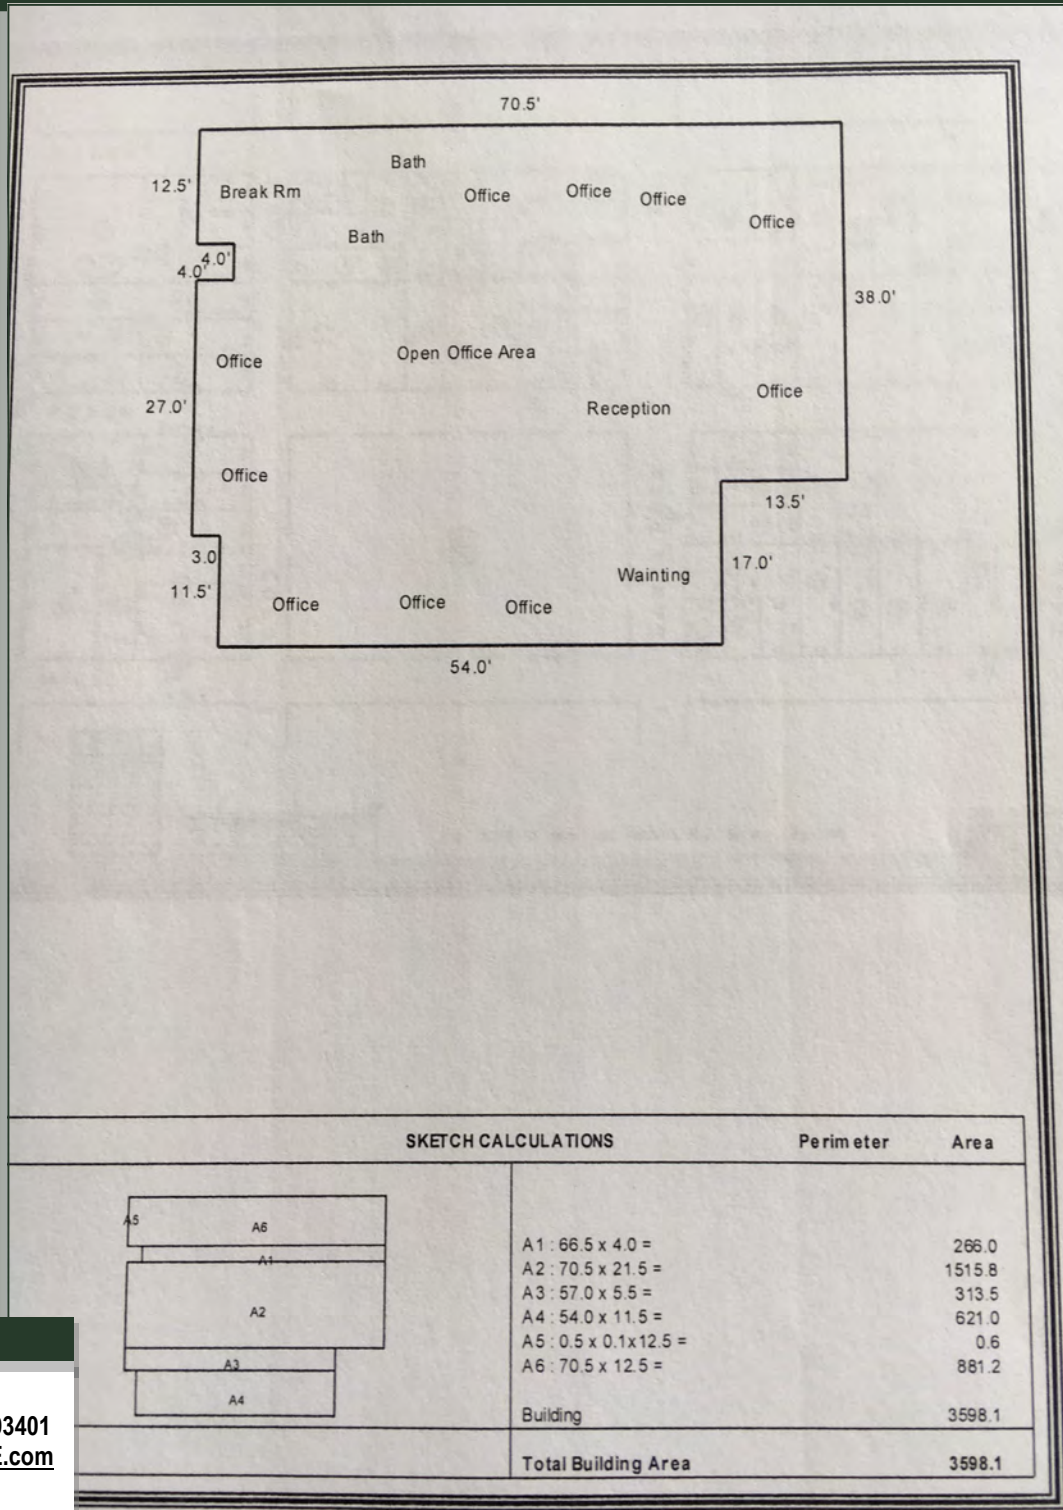 70.5'
Bath
12.5' Break Rm Office Office Office
Office
Bath
4.0'
4.0'
38.0'
Office Open Office Area
Office
27.0' Reception
Office
13.5'
3.0 17.0'
Wainting
11.5'
Office Office Office
54.0'
SKETCH CALCULATIONS Perimeter Area
A5 A6
A1
A2
A3
A4
A1 : 66.5 x 4.0 = 266.0
A2 : 70.5 x 21.5 = 1515.8
A3 : 57.0 x 5.5 = 313.5
A4 : 54.0 x 11.5 = 621.0
A5 : 0.5 x 0.1x12.5 = 0.6
A6 : 70.5 x 12.5 = 881.2
Building 3598.1
Total Building Area 3598.1
03401
E.com